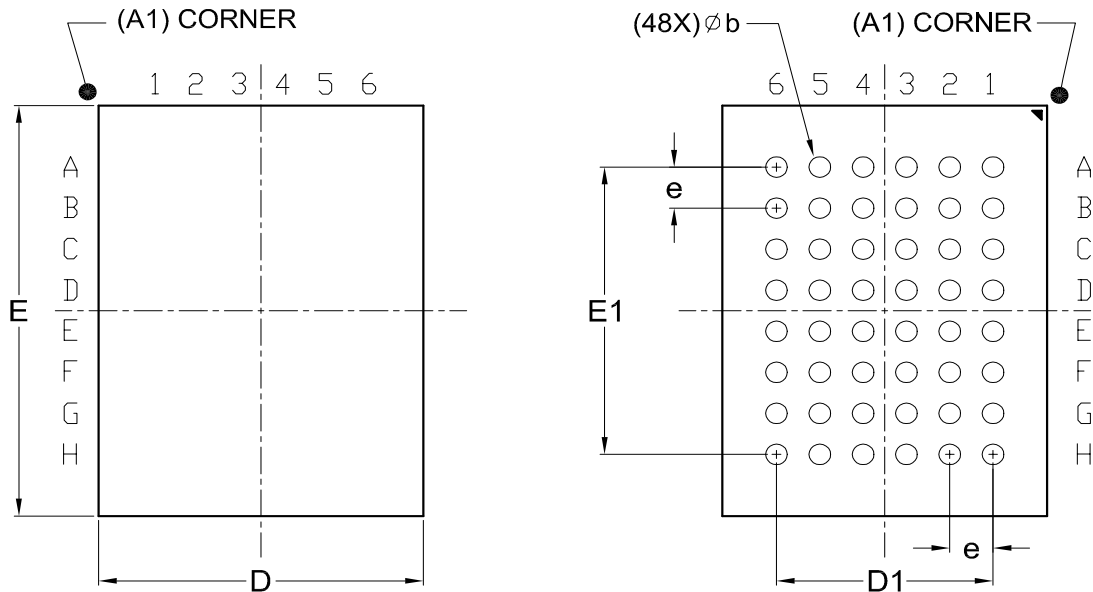 (A1) CORNER
1 2 3 4 5 6
A
B
C
D
E
F
G
H
E
D
(48X) ∅ b
(A1) CORNER
6 5 4 3 2 1
A
B
C
D
E
F
G
H
e
E1
e
D1